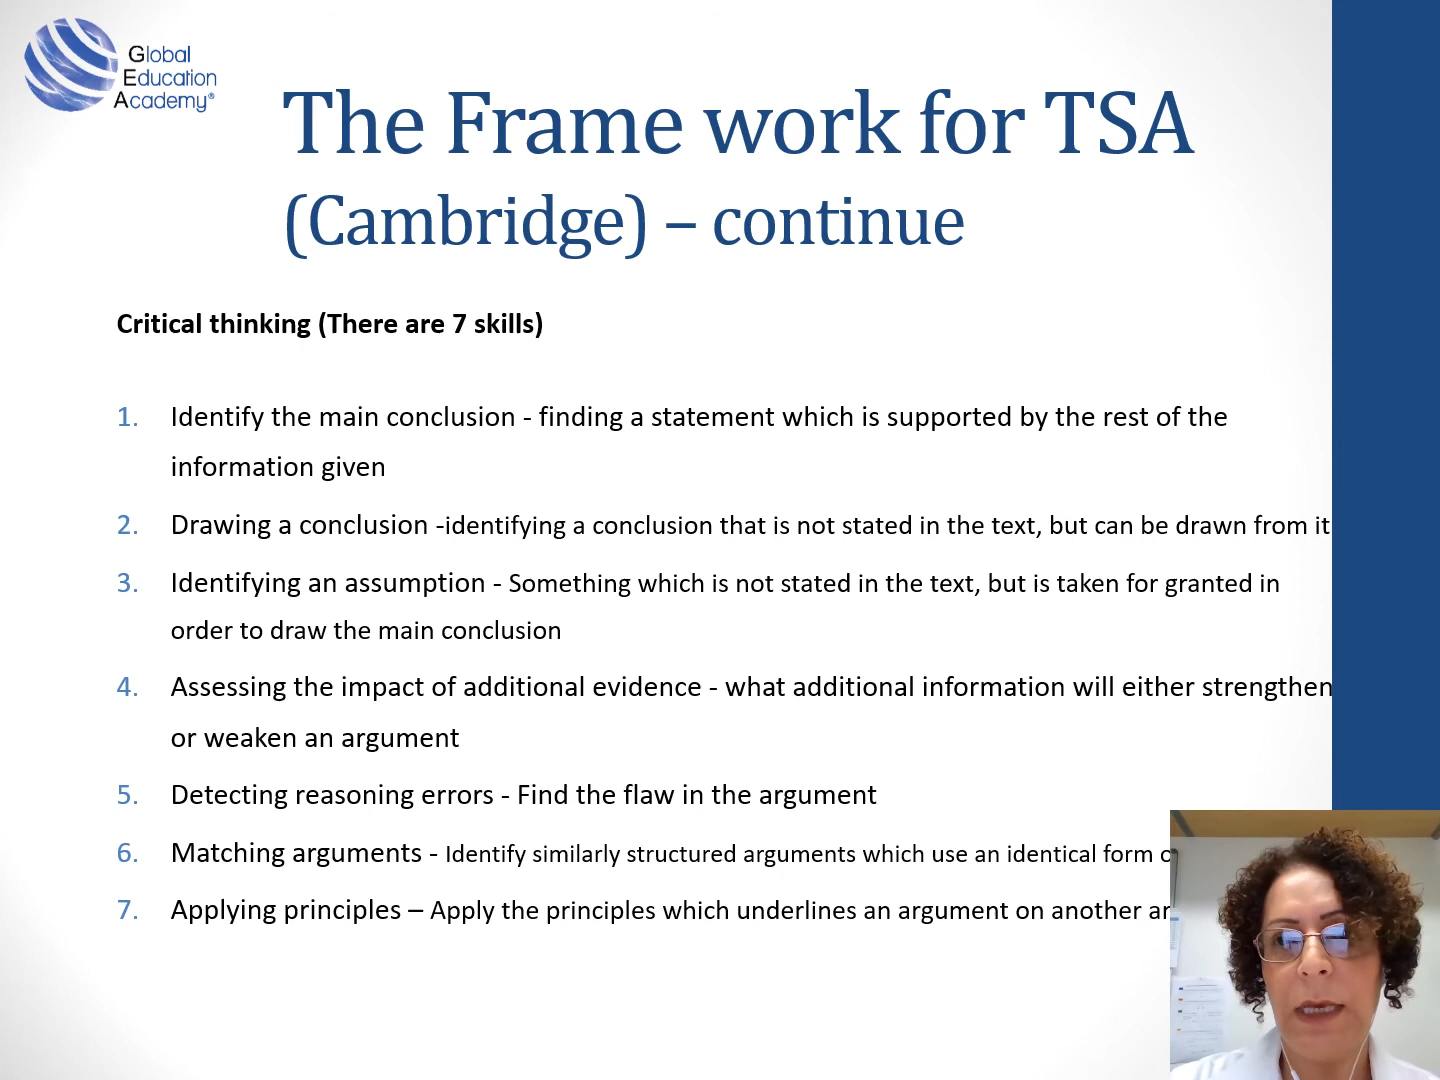 Global
Education
Academy®
The Frame work for TSA
(Cambridge) – continue
Critical thinking (There are 7 skills)
1. Identify the main conclusion - finding a statement which is supported by the rest of the
information given
2. Drawing a conclusion -identifying a conclusion that is not stated in the text, but can be drawn from it
3. Identifying an assumption - Something which is not stated in the text, but is taken for granted in
order to draw the main conclusion
4. Assessing the impact of additional evidence - what additional information will either strengthen
or weaken an argument
5. Detecting reasoning errors - Find the flaw in the argument
6. Matching arguments - Identify similarly structured arguments which use an identical form
7. Applying principles – Apply the principles which underlines an argument on another